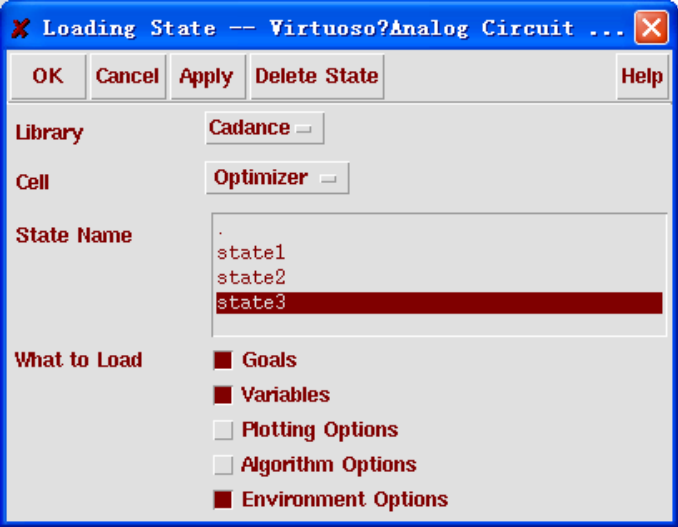 Loading State -- Virtuoso?Analog Circuit ...
OK Cancel Apply Delete State Help
Library Cadance
Cell Optimizer
State Name
.
state1
state2
state3
What to Load Goals
Variables
Plotting Options
Algorithm Options
Environment Options